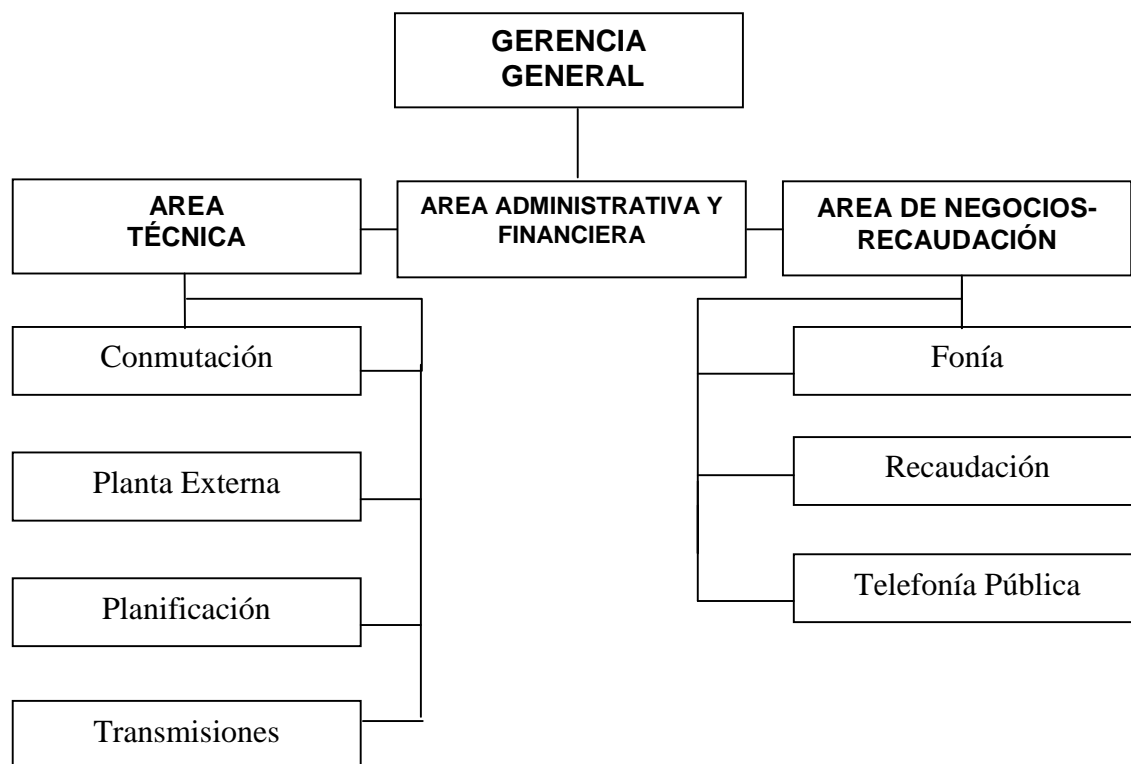 GERENCIA
GENERAL
AREA
TÉCNICA
AREA ADMINISTRATIVA Y
FINANCIERA
AREA DE NEGOCIOS-
RECAUDACIÓN
Conmutación
Planta Externa
Planificación
Transmisiones
Fonía
Recaudación
Telefonía Pública